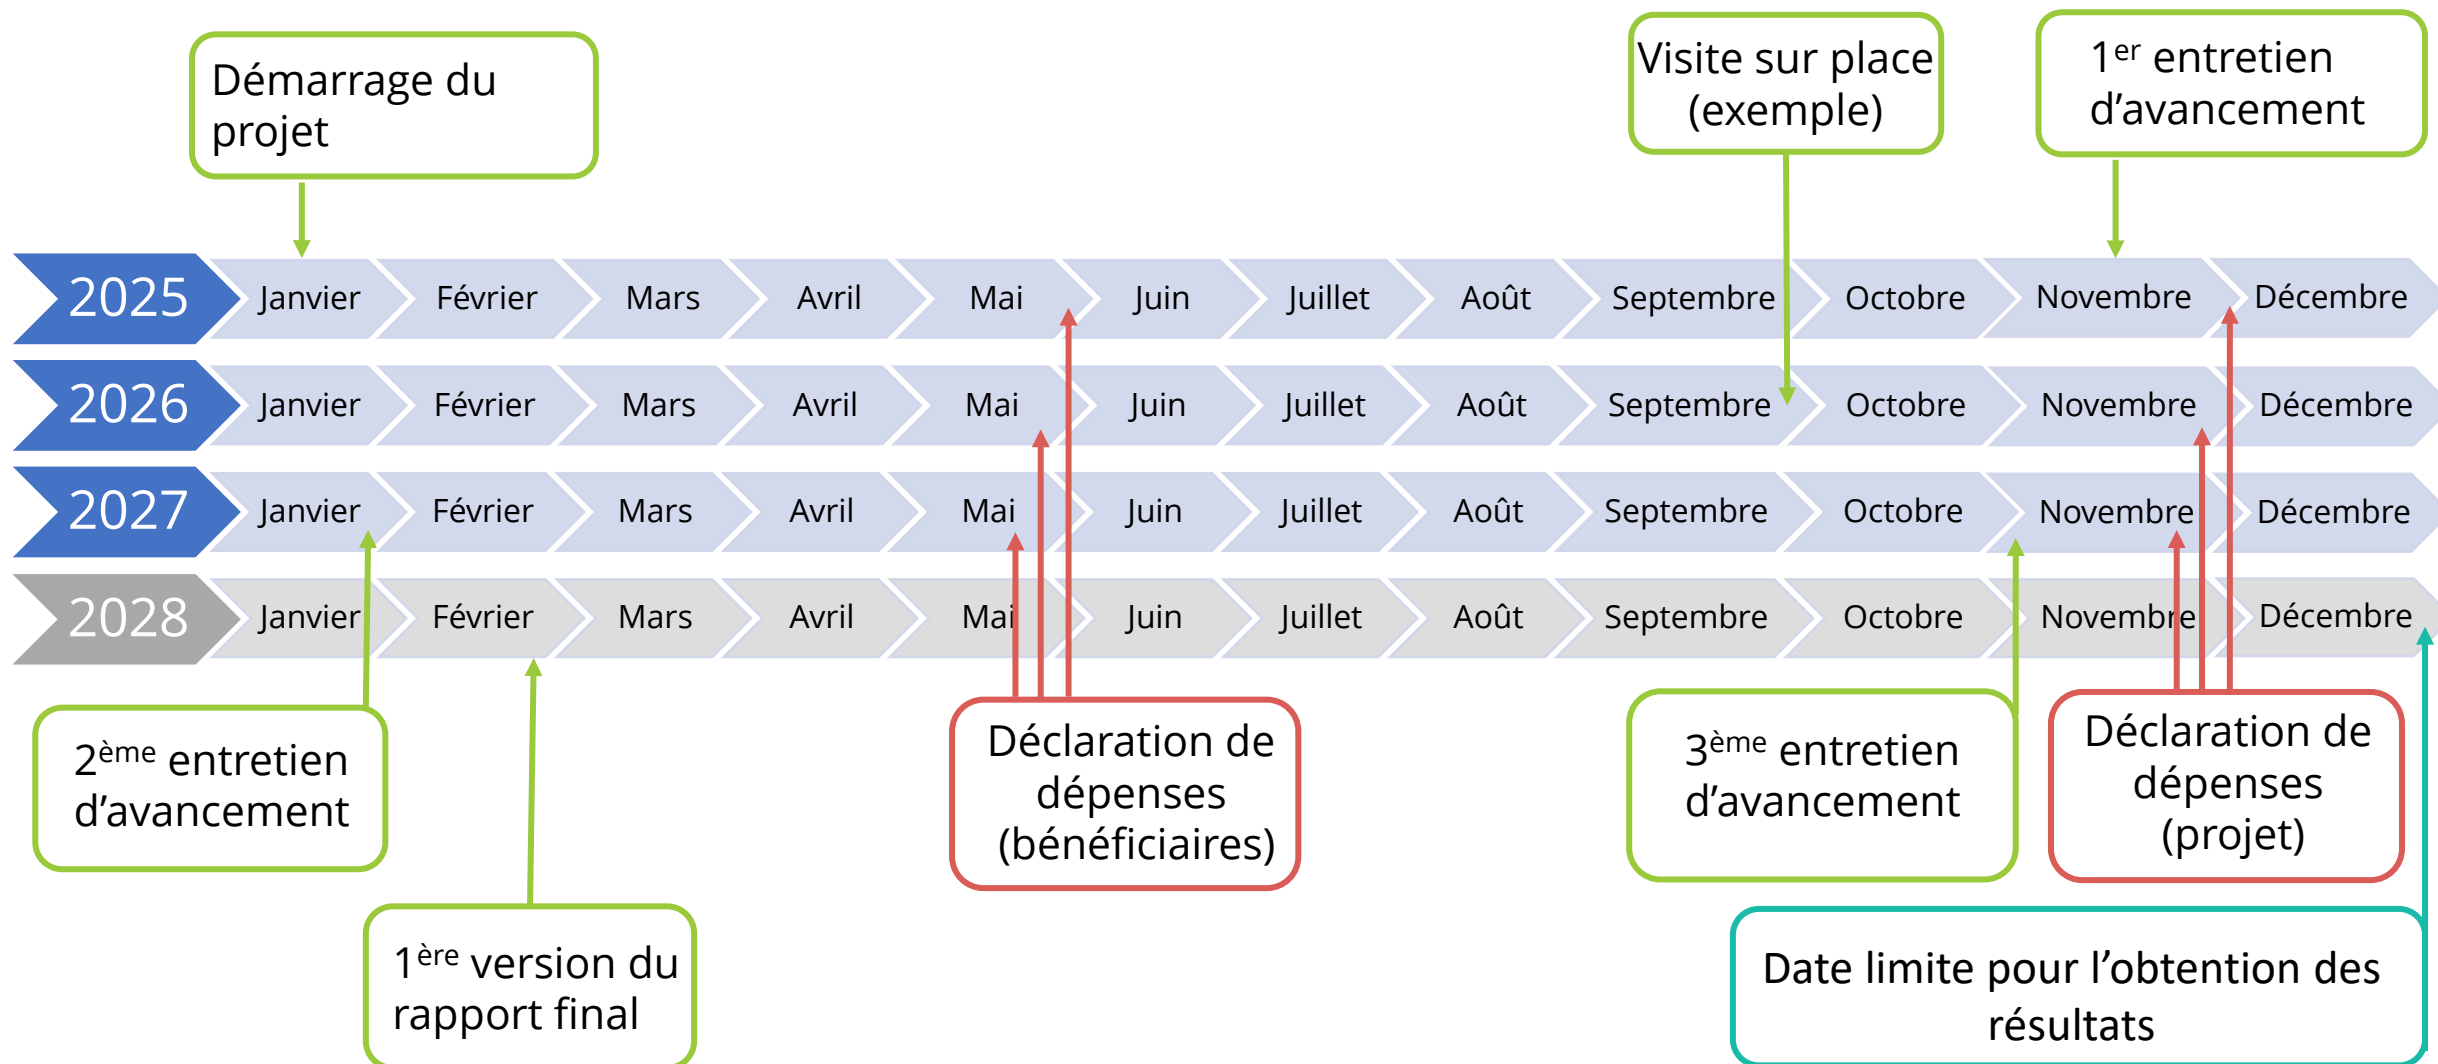 Démarrage du
projet
Visite sur place
(exemple)
1er entretien
d’avancement
2025 Janvier Février Mars Avril Mai Juin Juillet Août Septembre Octobre Novembre Décembre
2026 Janvier Février Mars Avril Mai Juin Juillet Août Septembre Octobre Novembre Décembre
2027 Janvier Février Mars Avril Mai Juin Juillet Août Septembre Octobre Novembre Décembre
2028 Janvier Février Mars Avril Mai Juin Juillet Août Septembre Octobre Novembre Décembre
2ème entretien
d’avancement
1ère version du
rapport final
Déclaration de
dépenses
(bénéficiaires)
3ème entretien
d’avancement
Déclaration de
dépenses
(projet)
Date limite pour l’obtention des
résultats